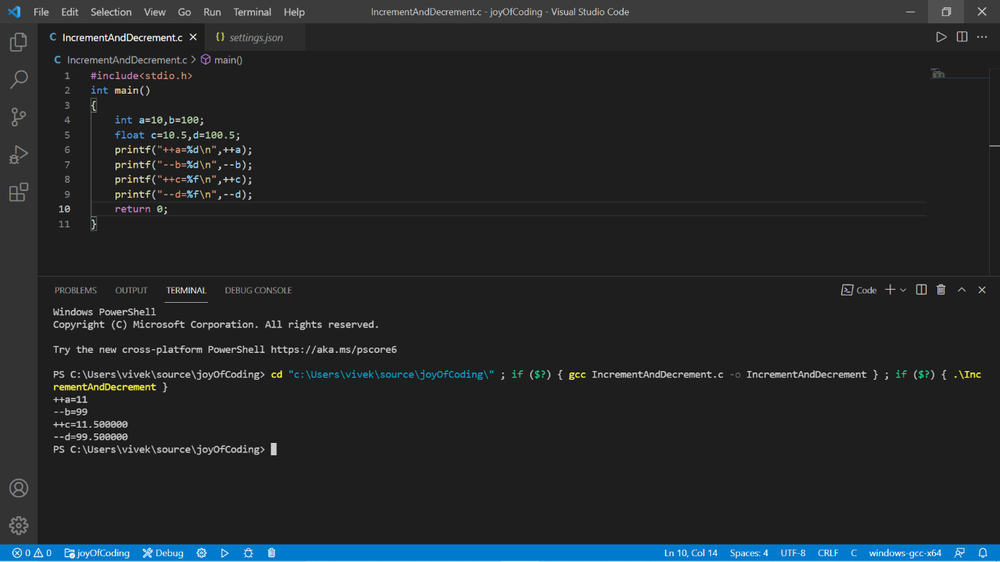 File Edit Selection View Go Run Terminal Help IncrementAndDecrement.c - joyOfCoding - Visual Studio Code
C IncrementAndDecrement.c {} settings.json
C IncrementAndDecrement.c > main()
1 #include<stdio.h>
2 int main()
3 {
4     int a=10,b=100;
5     float c=10.5,d=100.5;
6     printf("++a=%d\n",++a);
7     printf("--b=%d\n",--b);
8     printf("++c=%f\n",++c);
9     printf("--d=%f\n",--d);
10     return 0;
11 }
PROBLEMS OUTPUT TERMINAL DEBUG CONSOLE Code
Windows PowerShell
Copyright (C) Microsoft Corporation. All rights reserved.
Try the new cross-platform PowerShell https://aka.ms/pscore6
PS C:\Users\vivek\source\joyOfCoding> cd "c:\Users\vivek\source\joyOfCoding\" ; if ($?) { gcc IncrementAndDecrement.c -o IncrementAndDecrement } ; if ($?) { .\Inc
rementAndDecrement }
++a=11
--b=99
++c=11.500000
--d=99.500000
PS C:\Users\vivek\source\joyOfCoding>
0 0 joyOfCoding Debug Ln 10, Col 14 Spaces: 4 UTF-8 CRLF C windows-gcc-x64